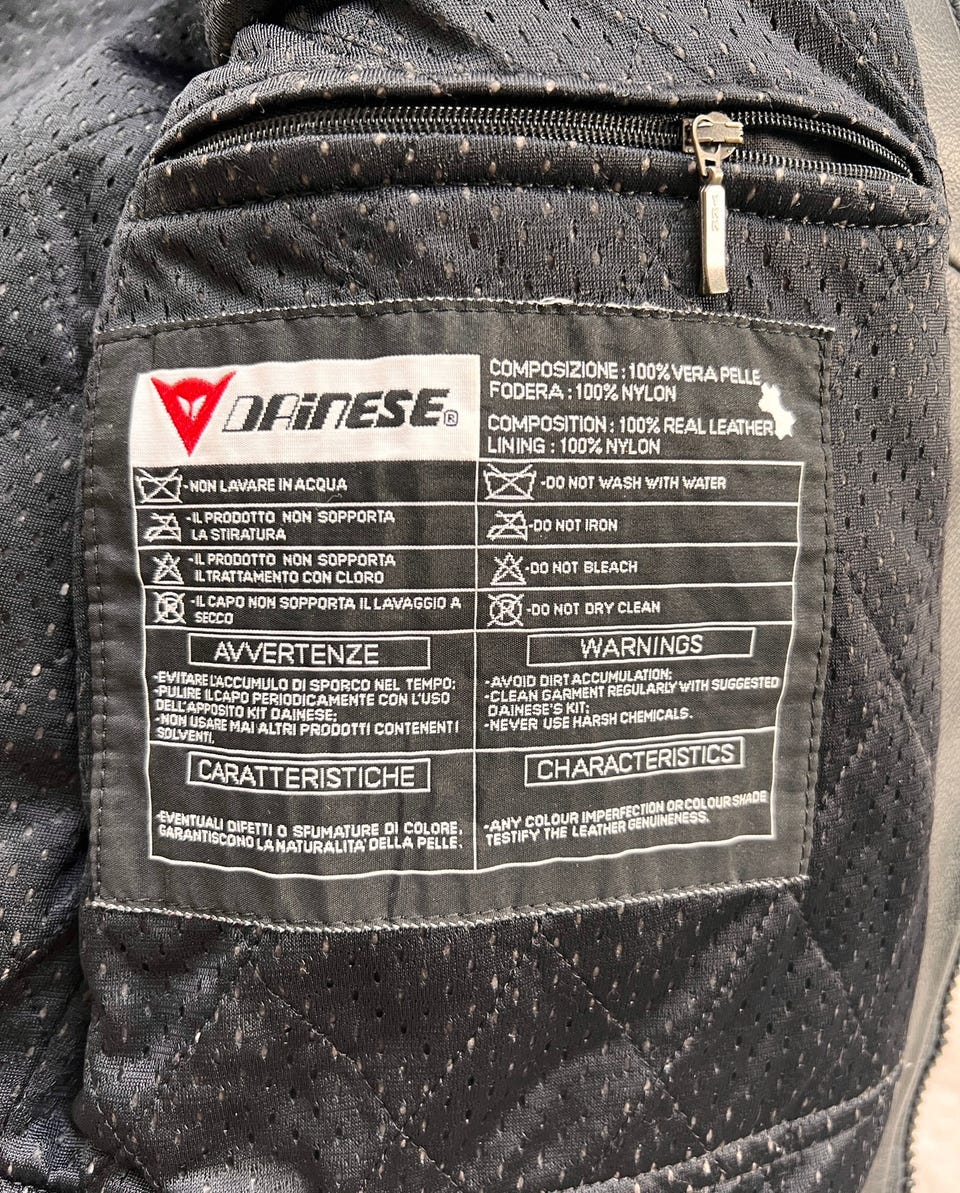 YKK
DAINESE®
COMPOSIZIONE : 100% VERA PELLE
FODERA : 100% NYLON
COMPOSITION : 100% REAL LEATHER
LINING : 100% NYLON
-NON LAVARE IN ACQUA
-DO NOT WASH WITH WATER
-IL PRODOTTO NON SOPPORTA
LA STIRATURA
-DO NOT IRON
-IL PRODOTTO NON SOPPORTA
IL TRATTAMENTO CON CLORO
-DO NOT BLEACH
R
-IL CAPO NON SOPPORTA IL LAVAGGIO A
SECCO
R
-DO NOT DRY CLEAN
AVVERTENZE
-EVITARE L'ACCUMULO DI SPORCO NEL TEMPO;
-PULIRE IL CAPO PERIODICAMENTE CON L'USO
DELL'APPOSITO KIT DAINESE;
-NON USARE MAI ALTRI PRODOTTI CONTENENTI
SOLVENTI.
WARNINGS
-AVOID DIRT ACCUMULATION;
-CLEAN GARMENT REGULARLY WITH SUGGESTED
DAINESE'S KIT;
-NEVER USE HARSH CHEMICALS.
CARATTERISTICHE
-EVENTUALI DIFETTI O SFUMATURE DI COLORE,
GARANTISCONO LA NATURALITA' DELLA PELLE.
CHARACTERISTICS
-ANY COLOUR IMPERFECTION OR COLOUR SHADE
TESTIFY THE LEATHER GENUINENESS.